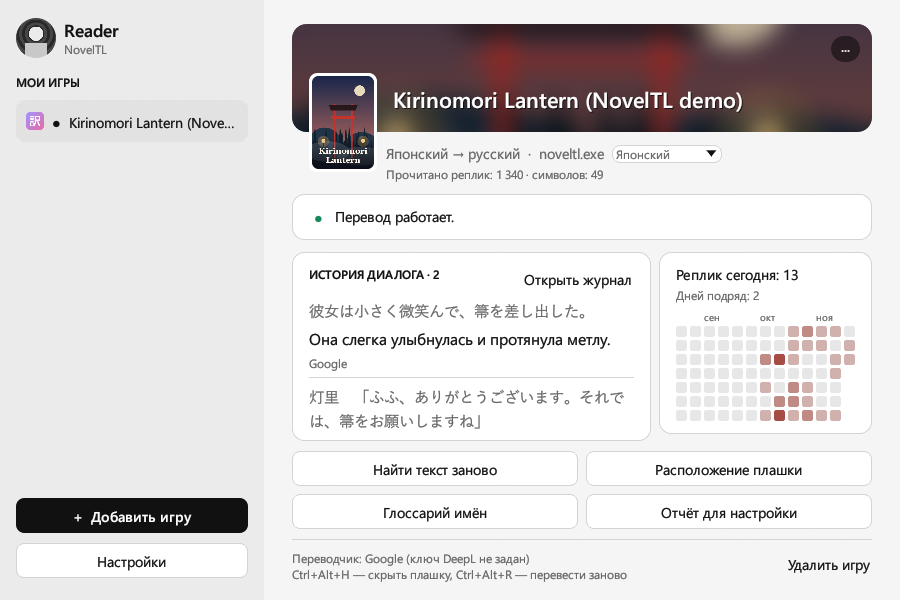 Reader
NovelTL
МОИ ИГРЫ
訳 ● Kirinomori Lantern (Nove...
+ Добавить игру
Настройки
...
Kirinomori Lantern (NovelTL demo)
Kirinomori
Lantern
Японский → русский · noveltl.exe Японский
Прочитано реплик: 1 340 · символов: 49
Перевод работает.
ИСТОРИЯ ДИАЛОГА · 2
Открыть журнал
彼女は小さく微笑んで、箒を差し出した。
Она слегка улыбнулась и протянула метлу.
Google
灯里 「ふふ、ありがとうございます。それで
は、箒をお願いしますね」
Реплик сегодня: 13
Дней подряд: 2
сен окт ноя
Найти текст заново
Расположение плашки
Глоссарий имён
Отчёт для настройки
Переводчик: Google (ключ DeepL не задан)
Ctrl+Alt+H — скрыть плашку, Ctrl+Alt+R — перевести заново
Удалить игру